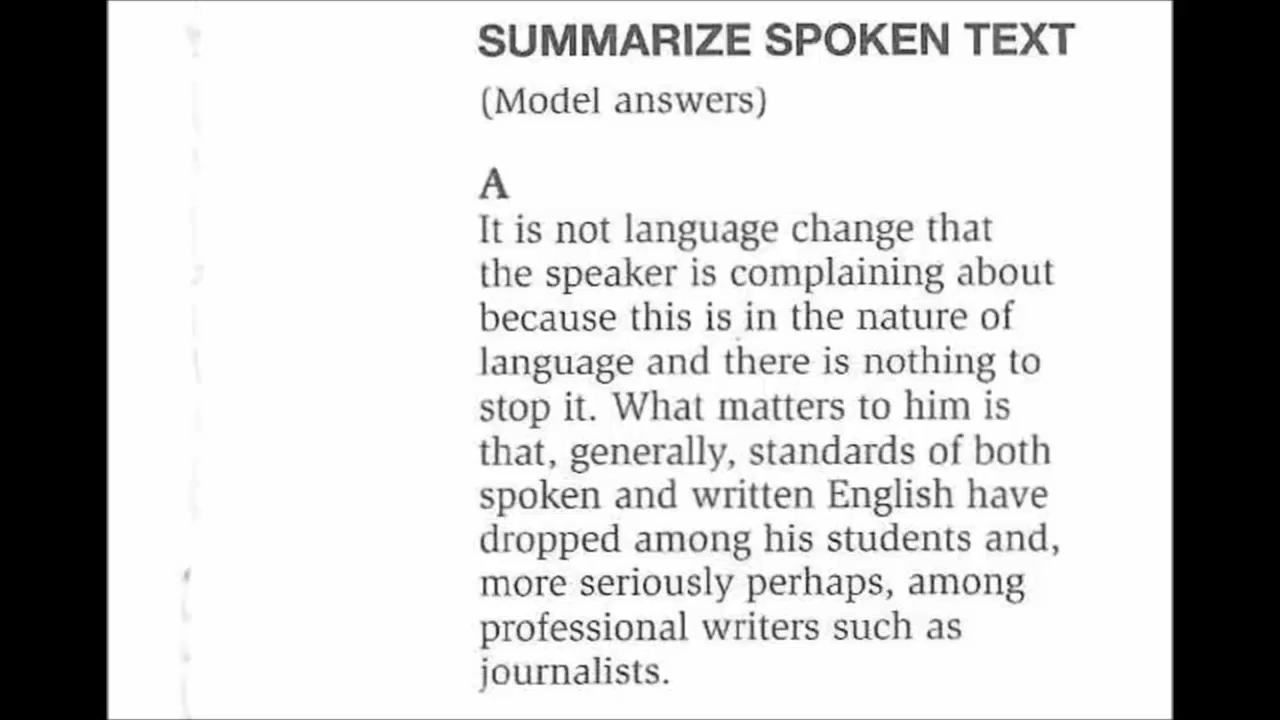 SUMMARIZE SPOKEN TEXT
(Model answers)
A
It is not language change that
the speaker is complaining about
because this is in the nature of
language and there is nothing to
stop it. What matters to him is
that, generally, standards of both
spoken and written English have
dropped among his students and,
more seriously perhaps, among
professional writers such as
journalists.